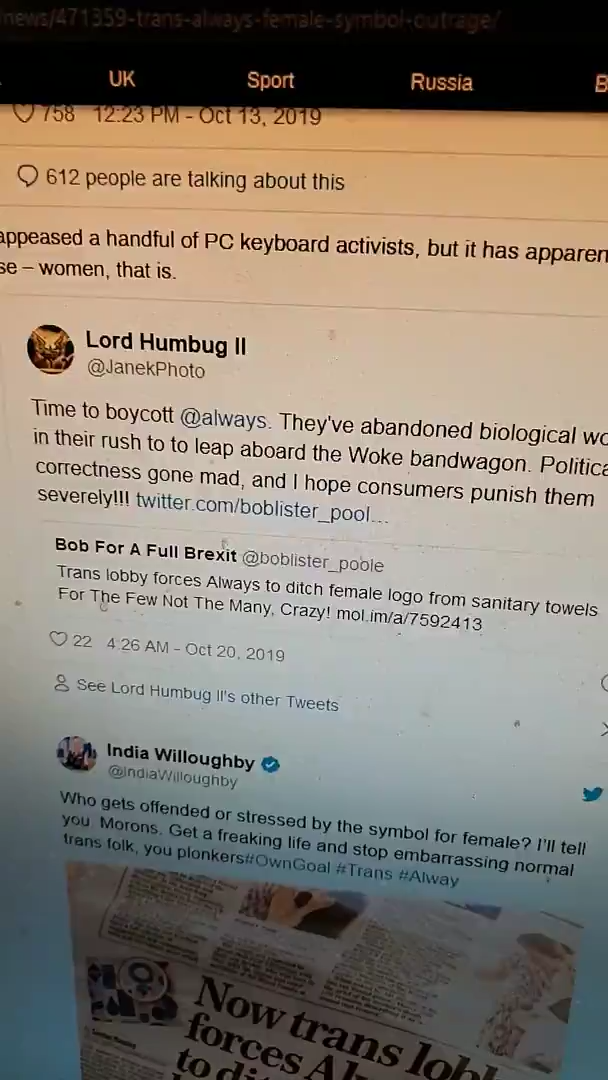 news/471359-trans-always-female-symbol-outrage/
UK Sport Russia B
758 12:23 PM - Oct 13, 2019
612 people are talking about this
appeased a handful of PC keyboard activists, but it has apparen
se – women, that is.
Lord Humbug II
@JanekPhoto
Time to boycott @always. They've abandoned biological wo
in their rush to to leap aboard the Woke bandwagon. Politica
correctness gone mad, and I hope consumers punish them
severely!!! twitter.com/boblister_pool...
Bob For A Full Brexit @boblister_poole
Trans lobby forces Always to ditch female logo from sanitary towels
For The Few Not The Many, Crazy! mol.im/a/7592413
22 4:26 AM - Oct 20, 2019
See Lord Humbug II's other Tweets
India Willoughby
@IndiaWilloughby
Who gets offended or stressed by the symbol for female? I'll tell
you. Morons. Get a freaking life and stop embarrassing normal
trans folk, you plonkers#OwnGoal #Trans #Alway
Now trans lobb
forces Al
to di